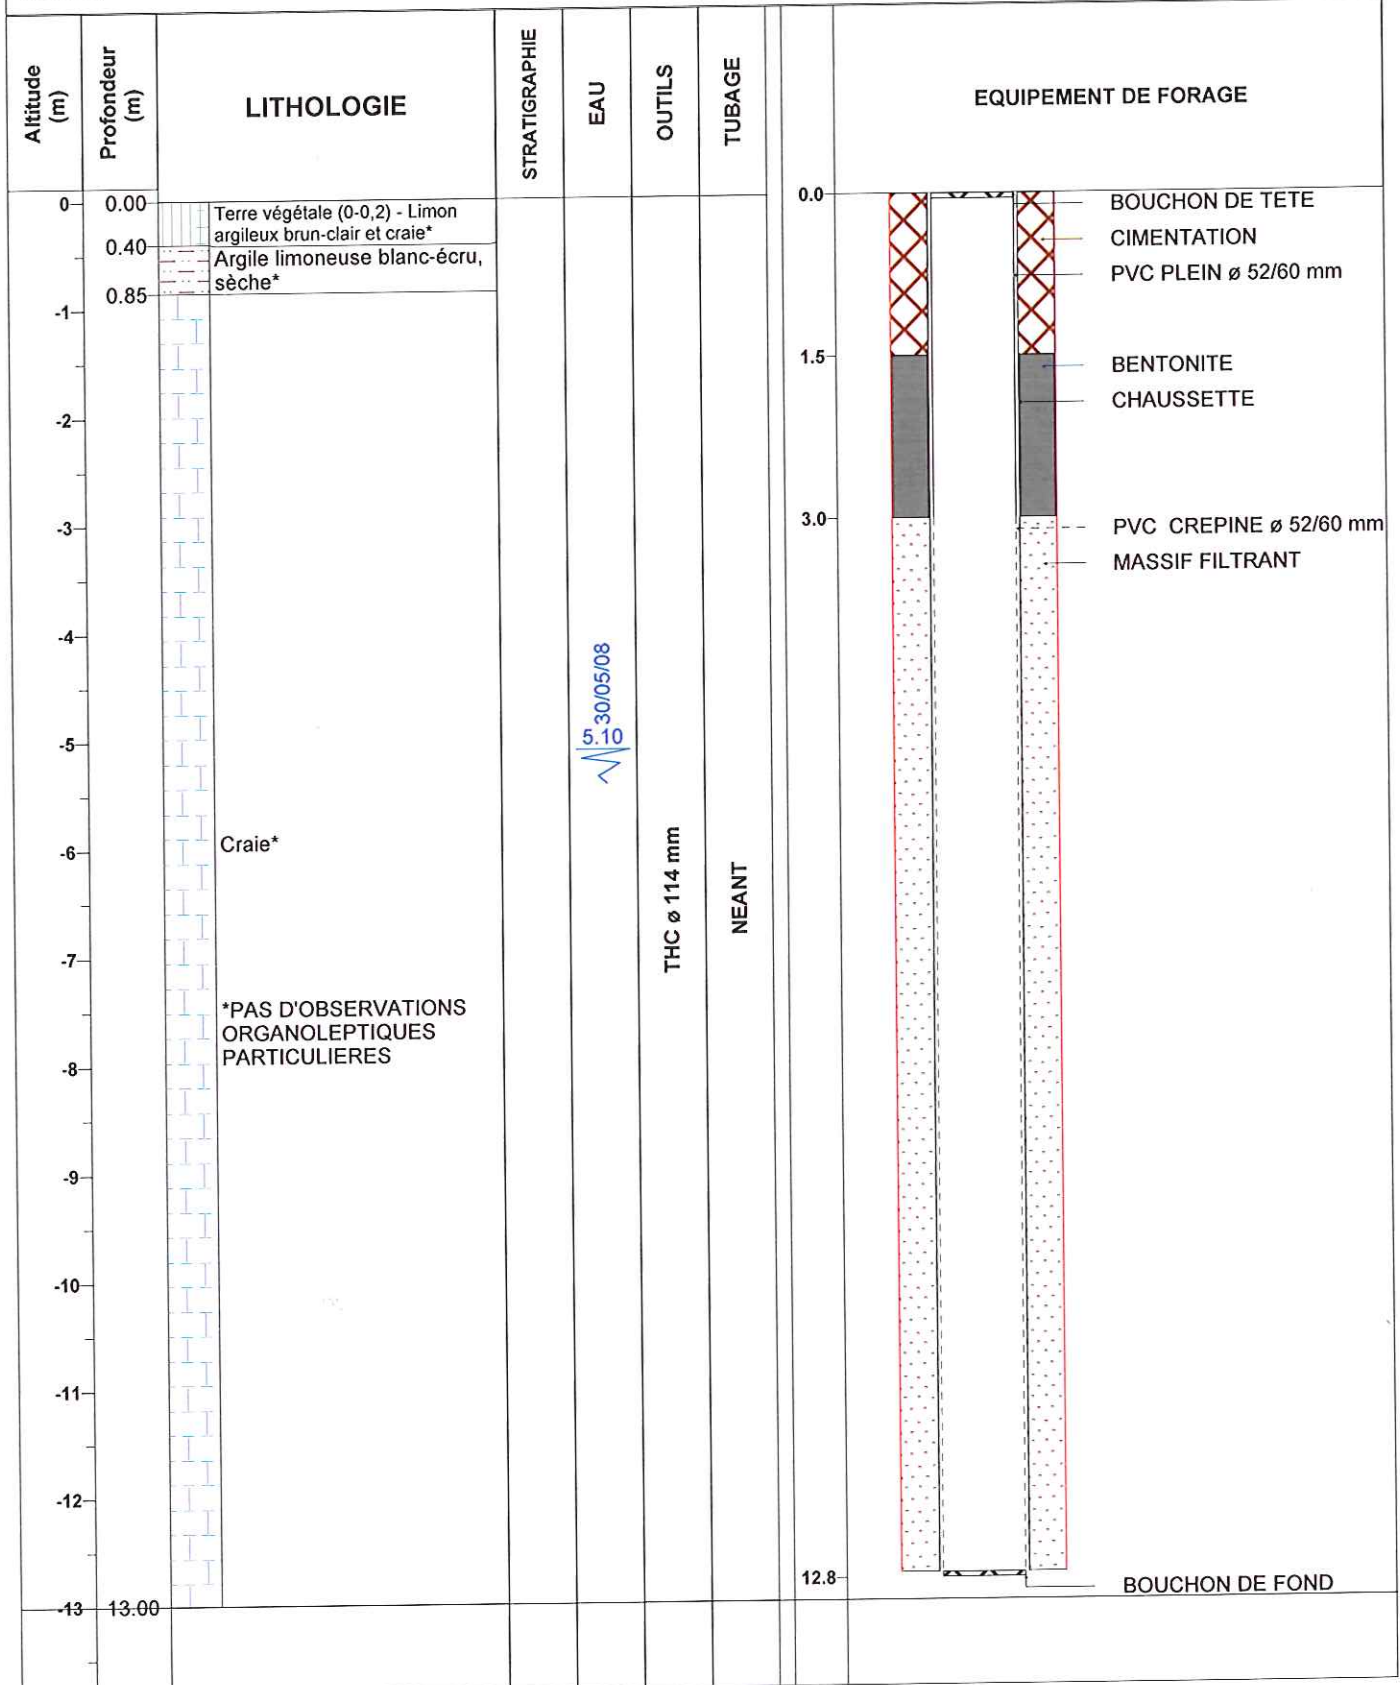 Altitude
(m)
Profondeur
(m)
LITHOLOGIE
STRATIGRAPHIE
EAU
OUTILS
TUBAGE
EQUIPEMENT DE FORAGE
0
0.00
Terre végétale (0-0,2) - Limon
argileux brun-clair et craie*
0.40
Argile limoneuse blanc-écru,
sèche*
0.85
-1
-2
-3
-4
-5
-6
-7
-8
-9
-10
-11
-12
-13
13.00
Craie*
*PAS D'OBSERVATIONS
ORGANOLEPTIQUES
PARTICULIERES
30/05/08
5.10
THC ø 114 mm
NEANT
0.0
1.5
3.0
12.8
BOUCHON DE TETE
CIMENTATION
PVC PLEIN ø 52/60 mm
BENTONITE
CHAUSSETTE
PVC CREPINE ø 52/60 mm
MASSIF FILTRANT
BOUCHON DE FOND